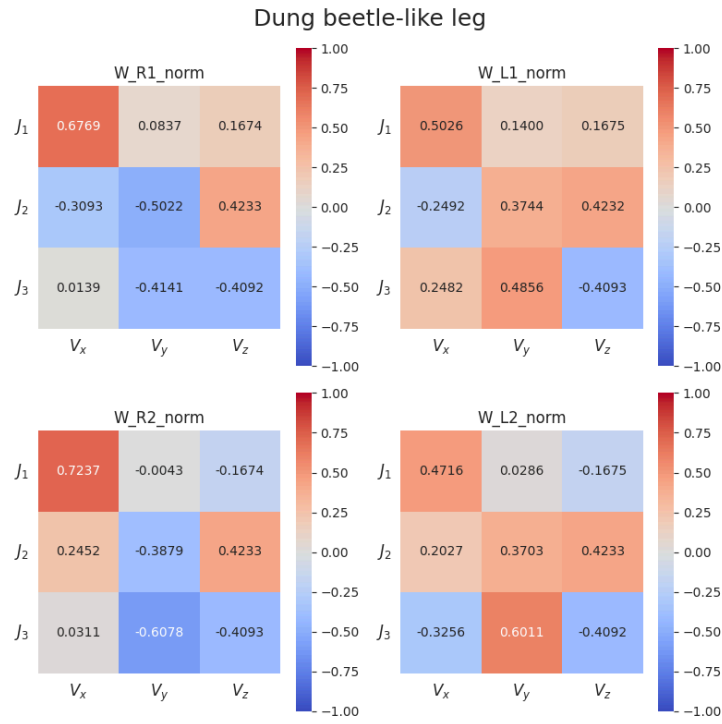 Dung beetle-like leg
W_R1_norm
J1 0.6769 0.0837 0.1674
J2 -0.3093 -0.5022 0.4233
J3 0.0139 -0.4141 -0.4092
Vx Vy Vz
1.00
0.75
0.50
0.25
0.00
−0.25
−0.50
−0.75
−1.00
W_L1_norm
J1 0.5026 0.1400 0.1675
J2 -0.2492 0.3744 0.4232
J3 0.2482 0.4856 -0.4093
Vx Vy Vz
1.00
0.75
0.50
0.25
0.00
−0.25
−0.50
−0.75
−1.00
W_R2_norm
J1 0.7237 -0.0043 -0.1674
J2 0.2452 -0.3879 0.4233
J3 0.0311 -0.6078 -0.4093
Vx Vy Vz
1.00
0.75
0.50
0.25
0.00
−0.25
−0.50
−0.75
−1.00
W_L2_norm
J1 0.4716 0.0286 -0.1675
J2 0.2027 0.3703 0.4233
J3 -0.3256 0.6011 -0.4092
Vx Vy Vz
1.00
0.75
0.50
0.25
0.00
−0.25
−0.50
−0.75
−1.00